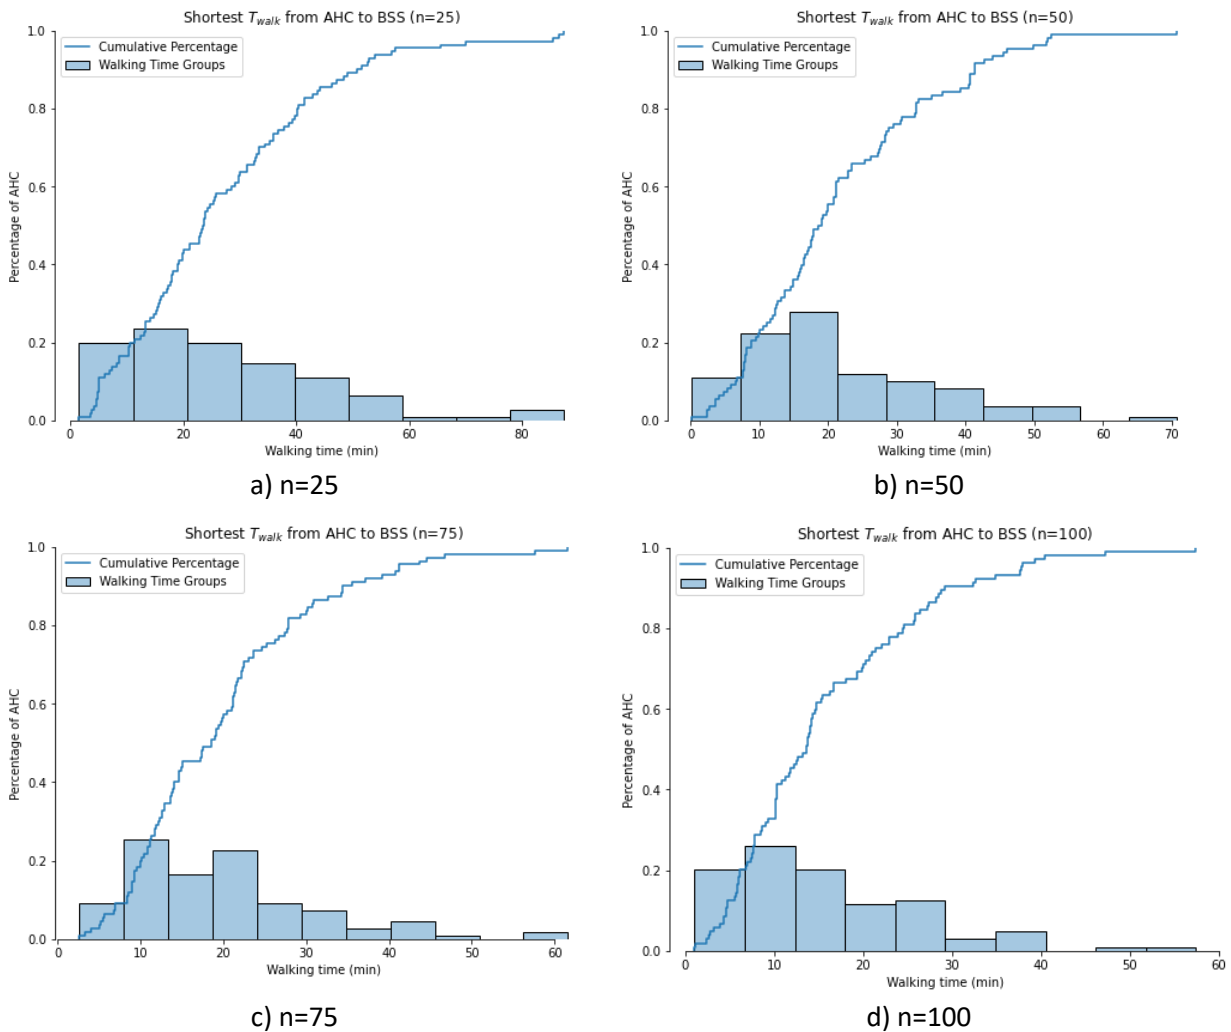 Shortest T_walk from AHC to BSS (n=25)
Cumulative Percentage
Walking Time Groups
Percentage of AHC
1.0
0.8
0.6
0.4
0.2
0.0
0 20 40 60 80
Walking time (min)
a) n=25
Shortest T_walk from AHC to BSS (n=50)
Cumulative Percentage
Walking Time Groups
Percentage of AHC
1.0
0.8
0.6
0.4
0.2
0.0
0 10 20 30 40 50 60 70
Walking time (min)
b) n=50
Shortest T_walk from AHC to BSS (n=75)
Cumulative Percentage
Walking Time Groups
Percentage of AHC
1.0
0.8
0.6
0.4
0.2
0.0
0 10 20 30 40 50 60
Walking time (min)
c) n=75
Shortest T_walk from AHC to BSS (n=100)
Cumulative Percentage
Walking Time Groups
Percentage of AHC
1.0
0.8
0.6
0.4
0.2
0.0
0 10 20 30 40 50 60
Walking time (min)
d) n=100